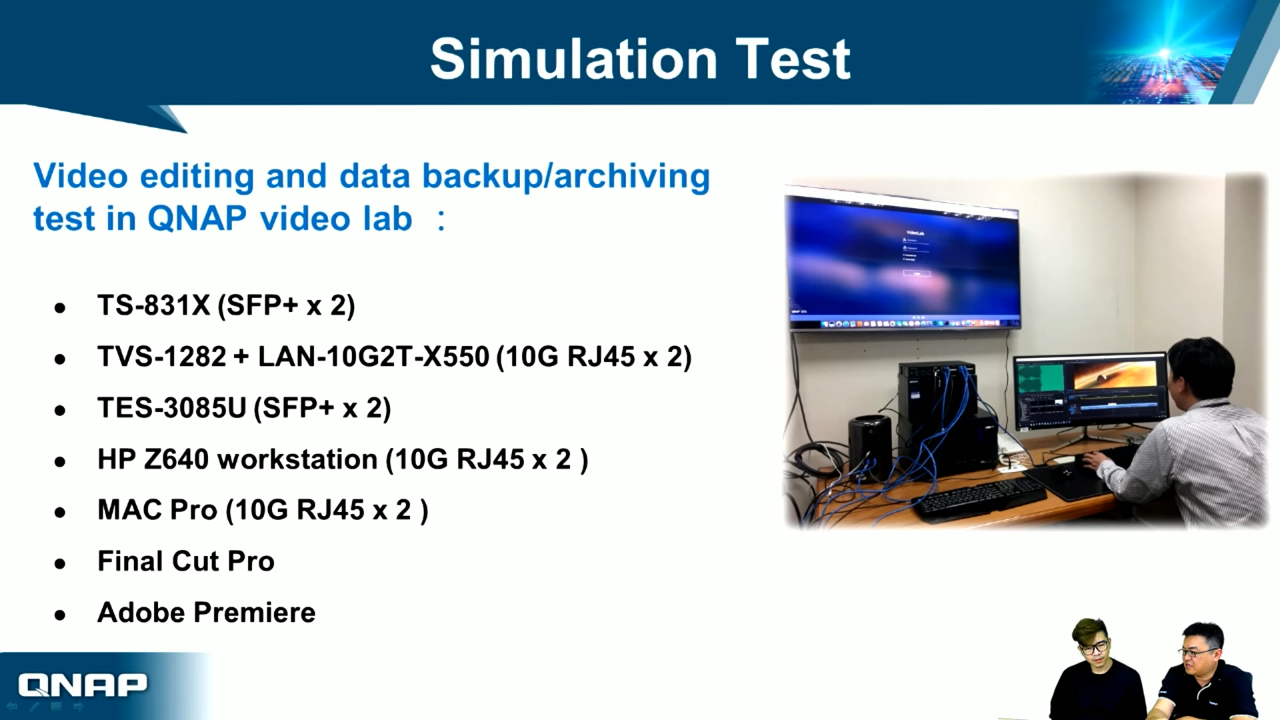 Simulation Test
Video editing and data backup/archiving
test in QNAP video lab :
• TS-831X (SFP+ x 2)
• TVS-1282 + LAN-10G2T-X550 (10G RJ45 x 2)
• TES-3085U (SFP+ x 2)
• HP Z640 workstation (10G RJ45 x 2 )
• MAC Pro (10G RJ45 x 2 )
• Final Cut Pro
• Adobe Premiere
QNAP